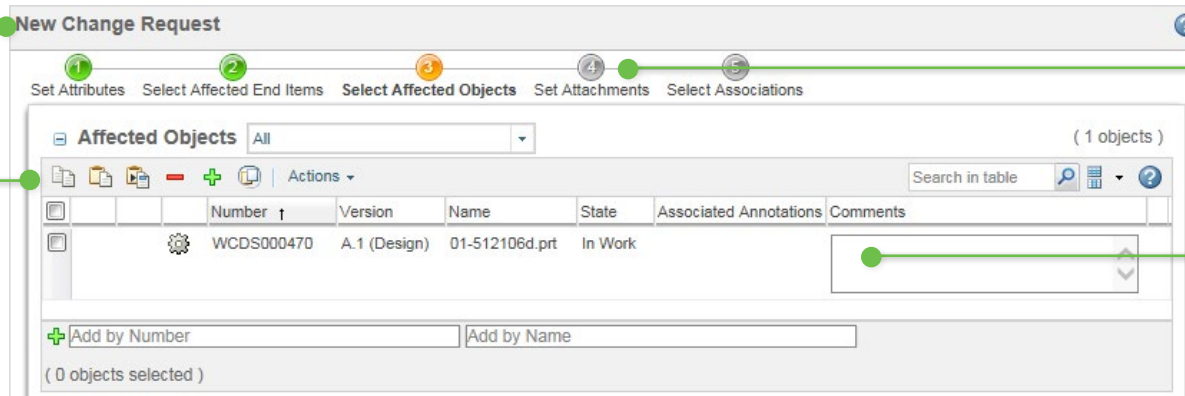 New Change Request
1 2 3 4 5
Set Attributes Select Affected End Items Select Affected Objects Set Attachments Select Associations
Affected Objects All ( 1 objects )
Actions Search in table
Number Version Name State Associated Annotations Comments
WCDS000470 A.1 (Design) 01-512106d.prt In Work
Add by Number Add by Name
( 0 objects selected )